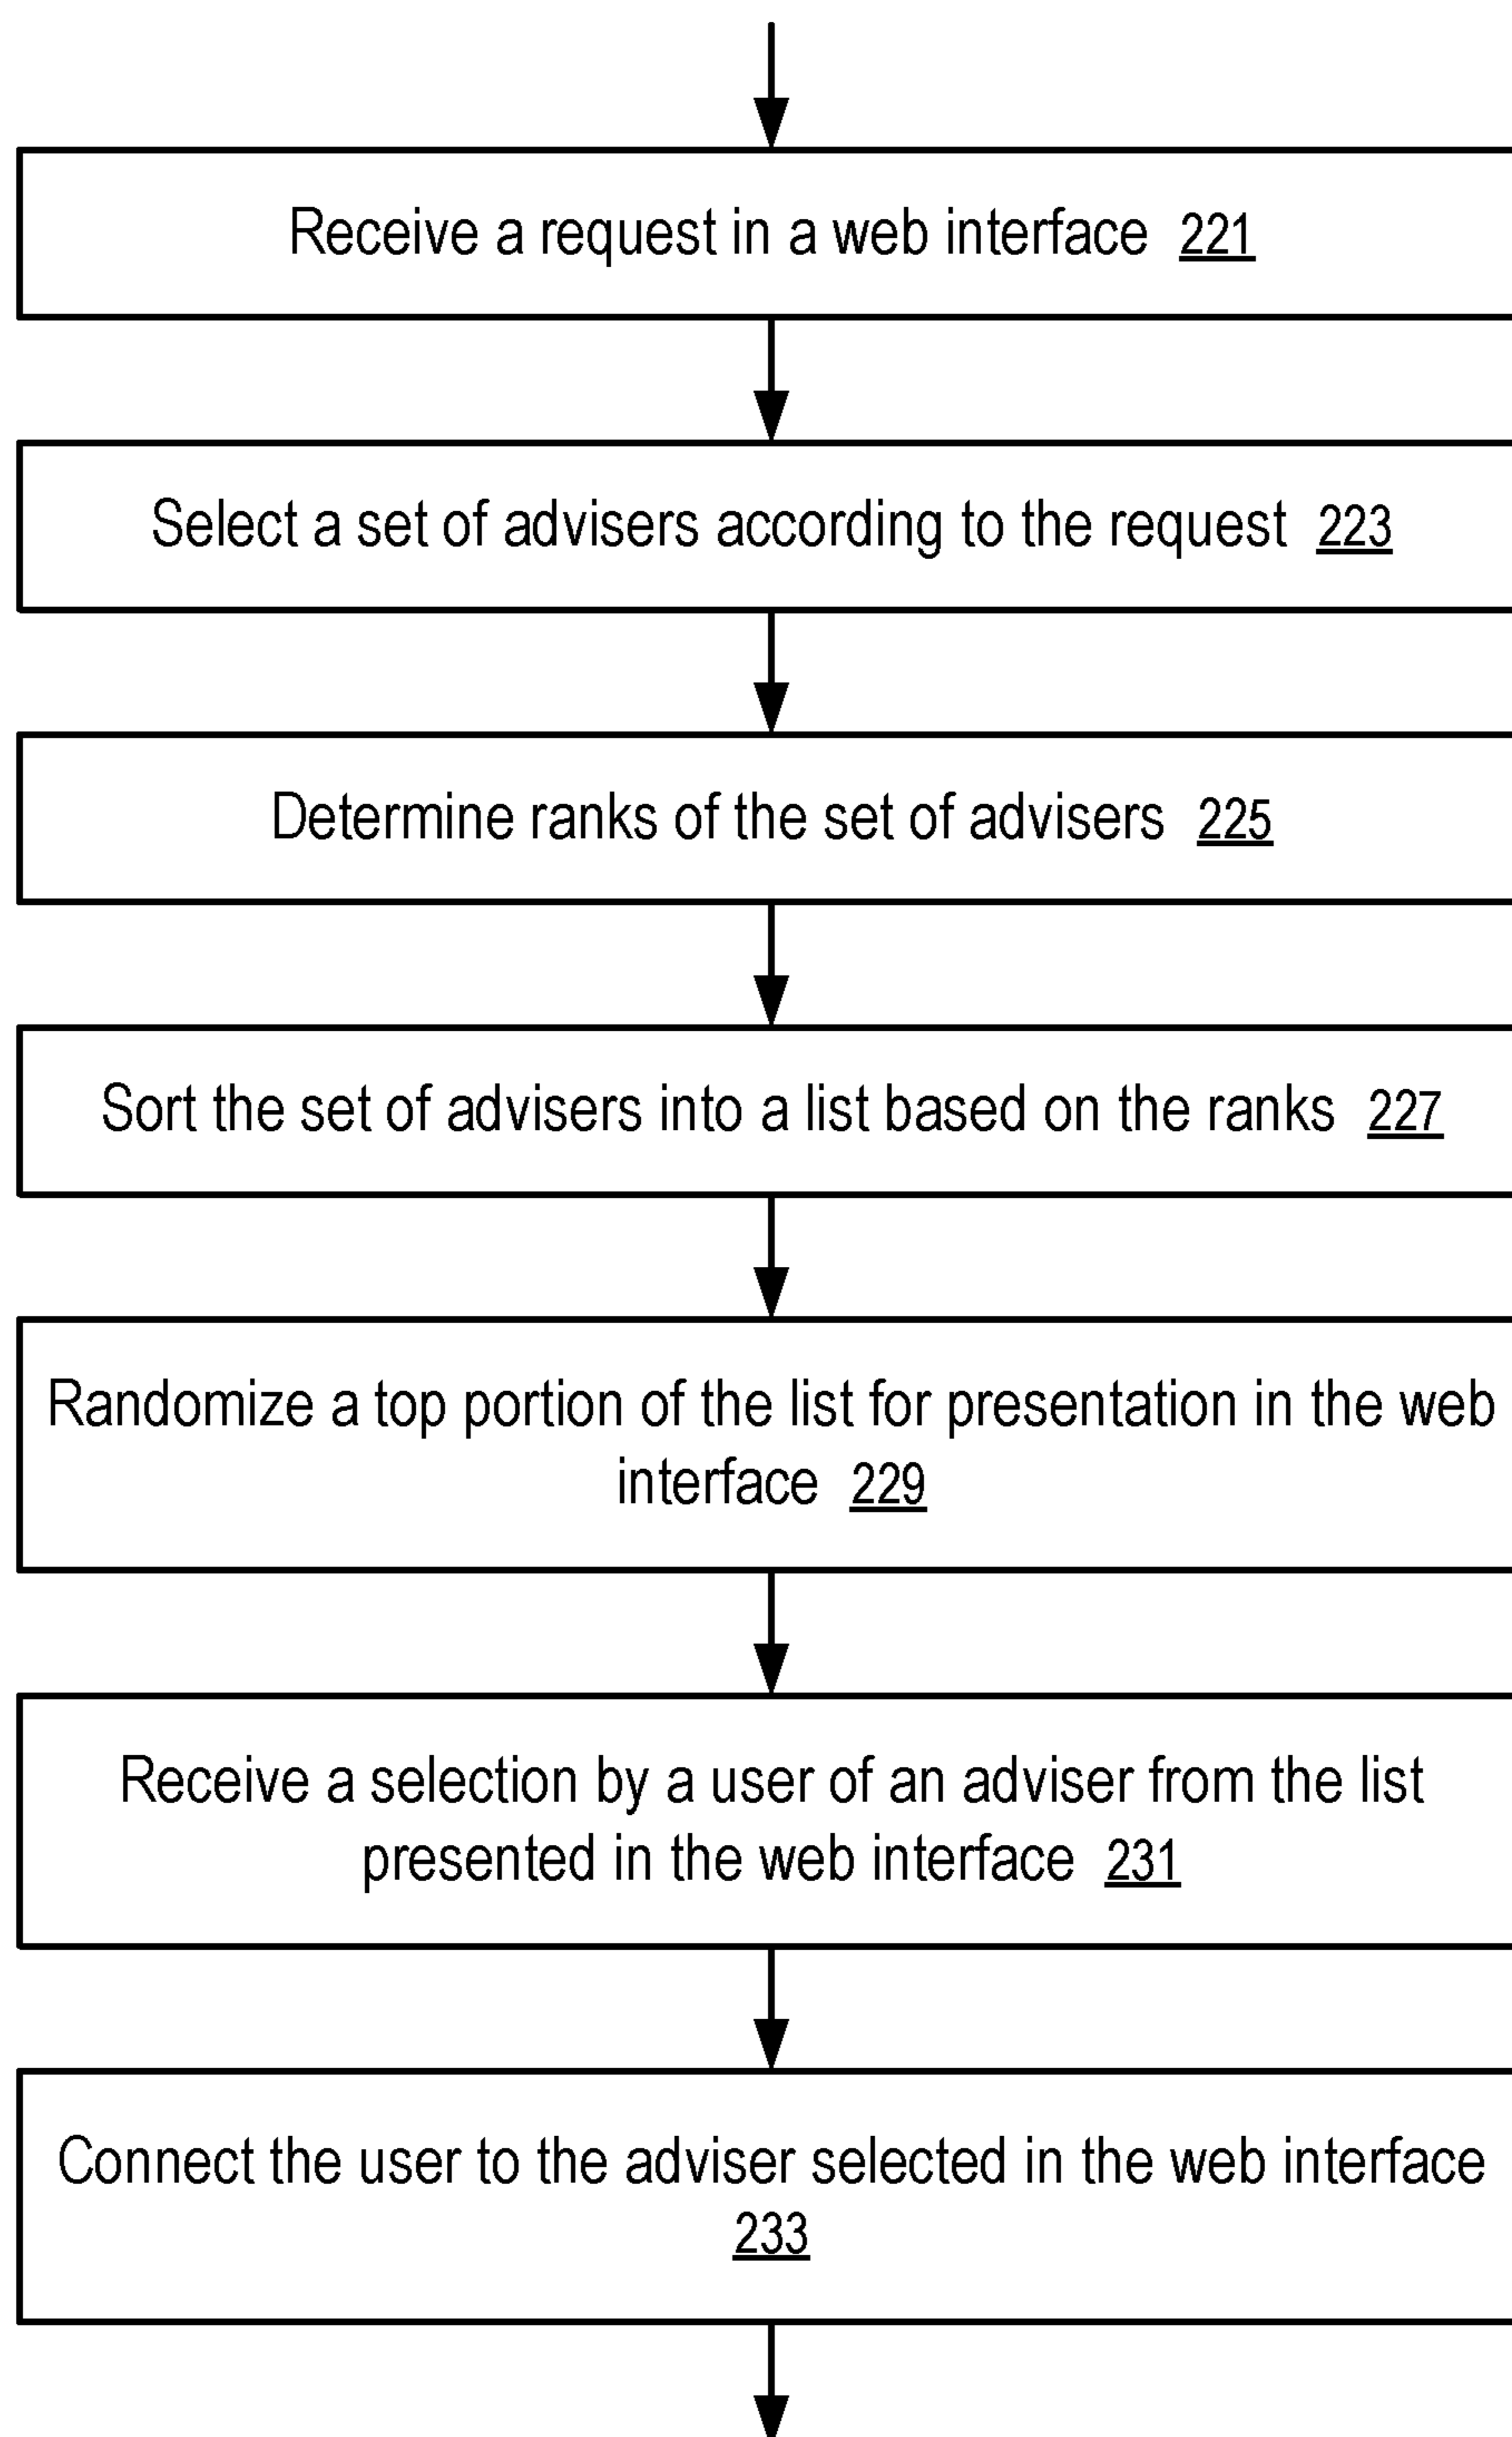 Receive a request in a web interface 221
Select a set of advisers according to the request 223
Determine ranks of the set of advisers 225
Sort the set of advisers into a list based on the ranks 227
Randomize a top portion of the list for presentation in the web
interface 229
Receive a selection by a user of an adviser from the list
presented in the web interface 231
Connect the user to the adviser selected in the web interface
233